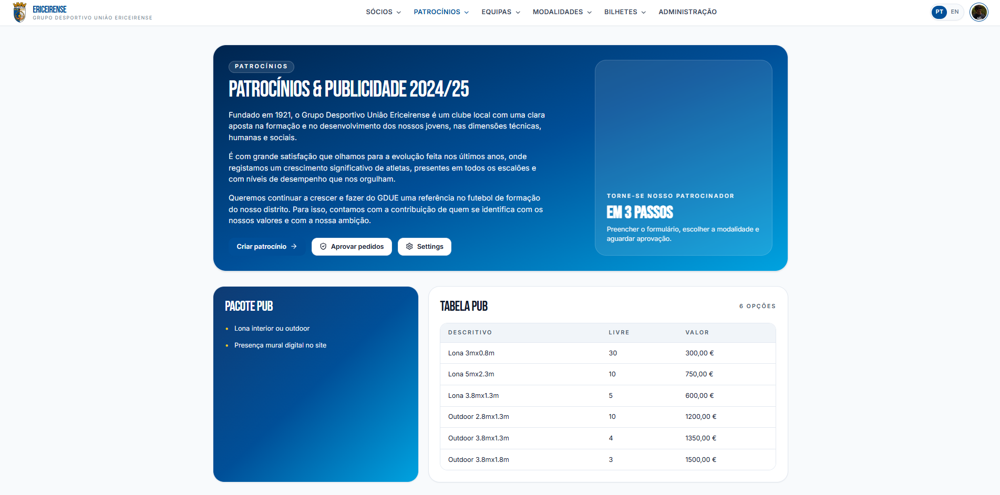 ERICEIRENSE
GRUPO DESPORTIVO UNIÃO ERICEIRENSE
SÓCIOS
PATROCÍNIOS
EQUIPAS
MODALIDADES
BILHETES
ADMINISTRAÇÃO
PT
EN
PATROCÍNIOS
PATROCÍNIOS & PUBLICIDADE 2024/25
Fundado em 1921, o Grupo Desportivo União Ericeirense é um clube local com uma clara
aposta na formação e no desenvolvimento dos nossos jovens, nas dimensões técnicas,
humanas e sociais.
É com grande satisfação que olhamos para a evolução feita nos últimos anos, onde
registamos um crescimento significativo de atletas, presentes em todos os escalões e
com níveis de desempenho que nos orgulham.
Queremos continuar a crescer e fazer do GDUE uma referência no futebol de formação
do nosso distrito. Para isso, contamos com a contribuição de quem se identifica com os
nossos valores e com a nossa ambição.
Criar patrocínio
Aprovar pedidos
Settings
TORNE-SE NOSSO PATROCINADOR
EM 3 PASSOS
Preencher o formulário, escolher a modalidade e
aguardar aprovação.
PACOTE PUB
Lona interior ou outdoor
Presença mural digital no site
TABELA PUB
6 OPÇÕES
DESCRITIVO LIVRE VALOR
Lona 3mx0.8m 30 300,00 €
Lona 5mx2.3m 10 750,00 €
Lona 3.8mx1.3m 5 600,00 €
Outdoor 2.8mx1.3m 10 1200,00 €
Outdoor 3.8mx1.3m 4 1350,00 €
Outdoor 3.8mx1.8m 3 1500,00 €